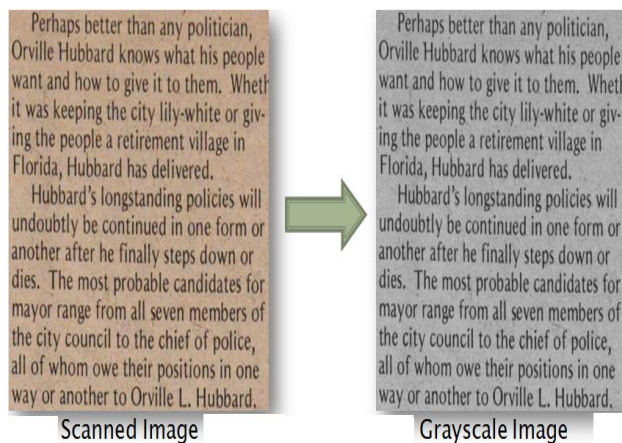 Perhaps better than any politician,
Orville Hubbard knows what his people
want and how to give it to them. Wheth
it was keeping the city lily-white or giv-
ing the people a retirement village in
Florida, Hubbard has delivered.
Hubbard's longstanding policies will
undoubtly be continued in one form or
another after he finally steps down or
dies. The most probable candidates for
mayor range from all seven members of
the city council to the chief of police,
all of whom owe their positions in one
way or another to Orville L. Hubbard.
Scanned Image
Perhaps better than any politician,
Orville Hubbard knows what his people
want and how to give it to them. Whet
it was keeping the city lily-white or giv-
ing the people a retirement village in
Florida, Hubbard has delivered.
Hubbard's longstanding policies will
undoubtly be continued in one form or
another after he finally steps down or
dies. The most probable candidates for
mayor range from all seven members of
the city council to the chief of police,
all of whom owe their positions in one
way or another to Orville L. Hubbard.
Grayscale Image